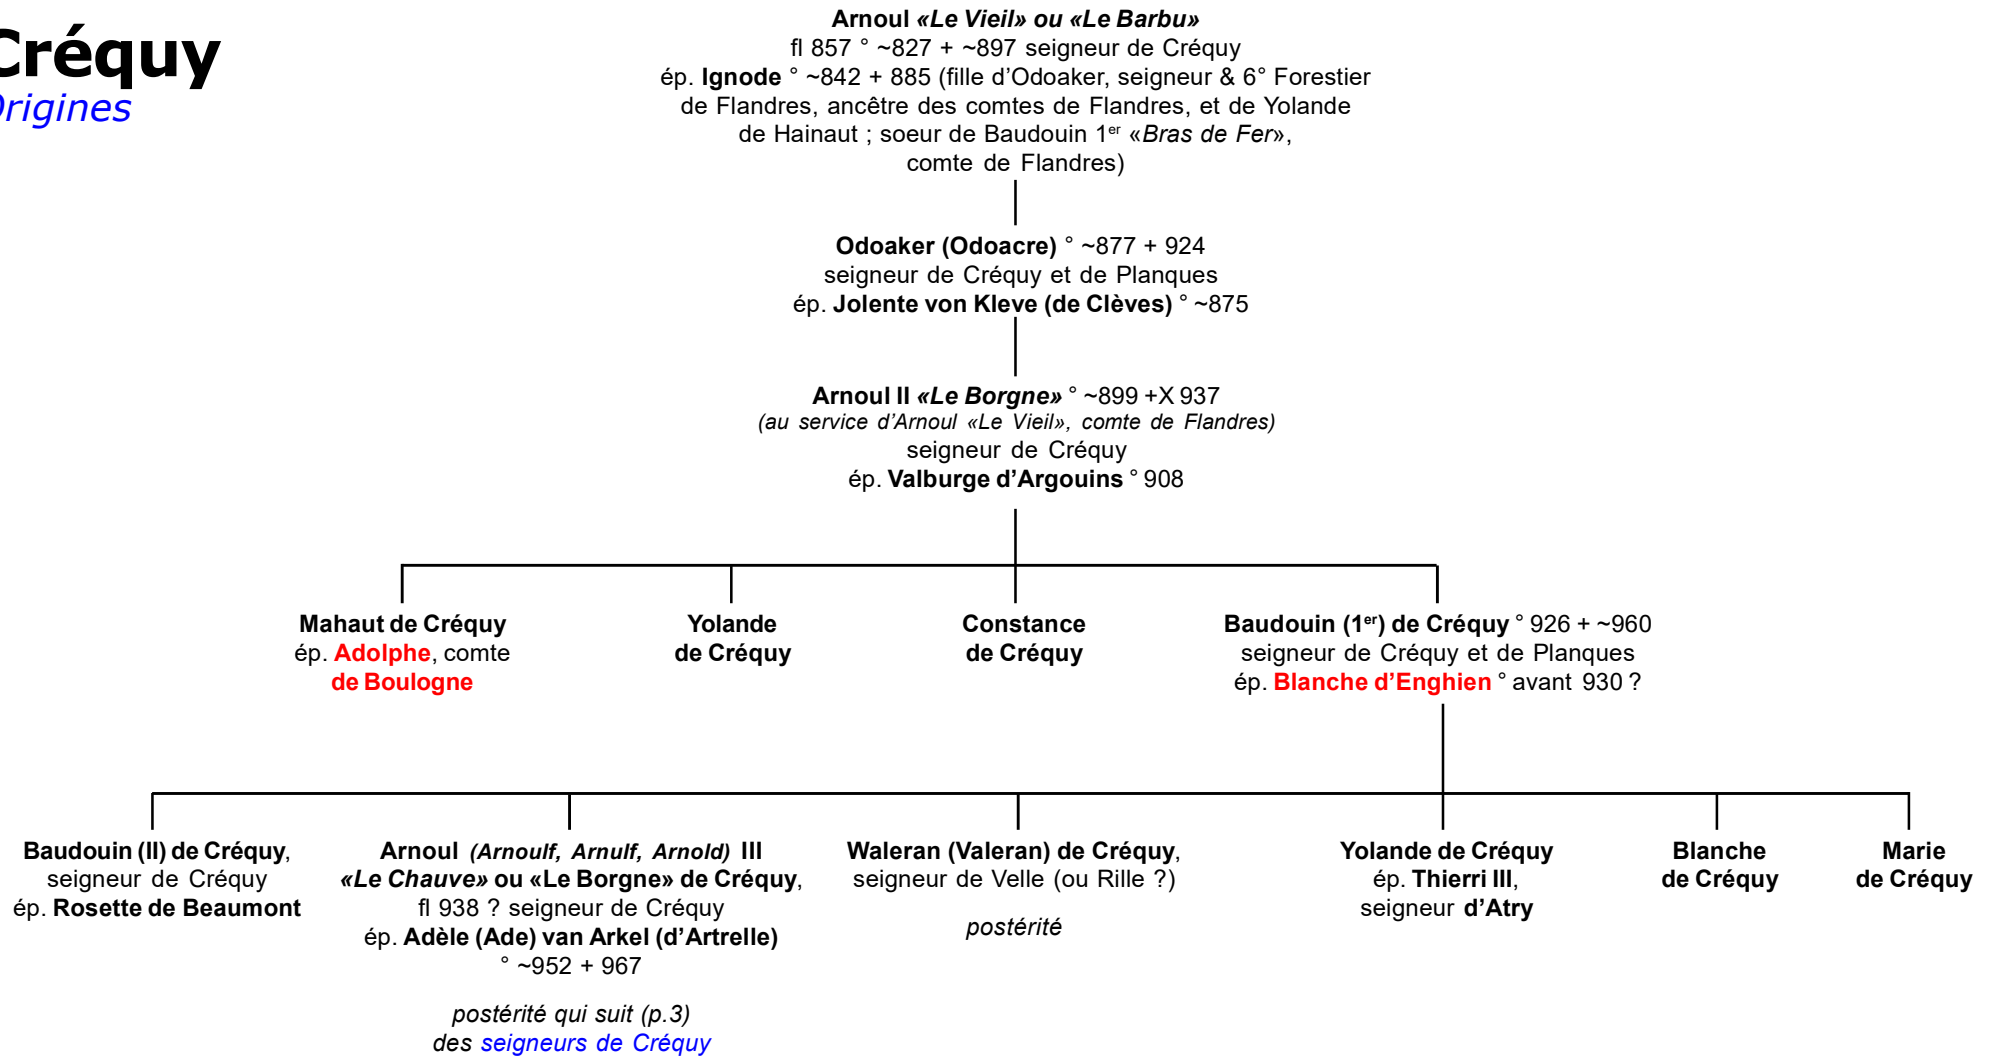 Créquy
Origines
Arnoul «Le Vieil» ou «Le Barbu»
fl 857 ° ~827 + ~897 seigneur de Créquy
ép. Ignode ° ~842 + 885 (fille d’Odoaker, seigneur & 6° Forestier
de Flandres, ancêtre des comtes de Flandres, et de Yolande
de Hainaut ; soeur de Baudouin 1er «Bras de Fer»,
comte de Flandres)
Odoaker (Odoacre) ° ~877 + 924
seigneur de Créquy et de Planques
ép. Jolente von Kleve (de Clèves) ° ~875
Arnoul II «Le Borgne» ° ~899 +X 937
(au service d’Arnoul «Le Vieil», comte de Flandres)
seigneur de Créquy
ép. Valburge d’Argouins ° 908
Mahaut de Créquy
ép. Adolphe, comte
de Boulogne
Yolande
de Créquy
Constance
de Créquy
Baudouin (1er) de Créquy ° 926 + ~960
seigneur de Créquy et de Planques
ép. Blanche d’Enghien ° avant 930 ?
Baudouin (II) de Créquy,
seigneur de Créquy
ép. Rosette de Beaumont
Arnoul (Arnoulf, Arnulf, Arnold) III
«Le Chauve» ou «Le Borgne» de Créquy,
fl 938 ? seigneur de Créquy
ép. Adèle (Ade) van Arkel (d’Artrelle)
° ~952 + 967
postérité qui suit (p.3)
des seigneurs de Créquy
Waleran (Valeran) de Créquy,
seigneur de Velle (ou Rille ?)
postérité
Yolande de Créquy
ép. Thierri III,
seigneur d’Atry
Blanche
de Créquy
Marie
de Créquy